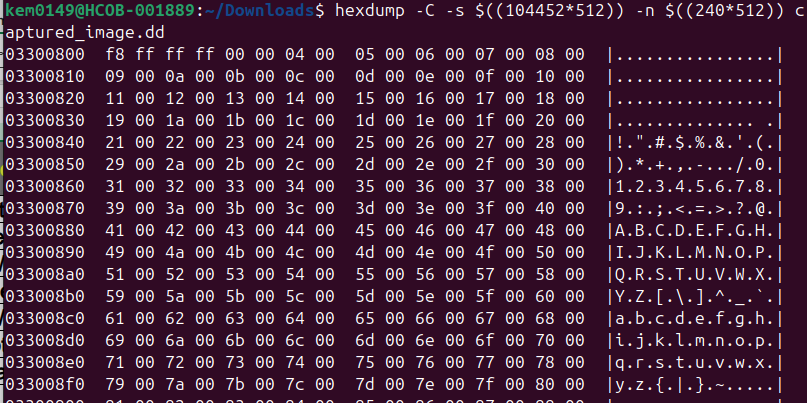 kem0149@HCOB-001889:~/Downloads$ hexdump -C -s $((104452*512)) -n $((240*512)) c
aptured_image.dd
03300800  f8 ff ff ff 00 00 04 00  05 00 06 00 07 00 08 00  |................|
03300810  09 00 0a 00 0b 00 0c 00  0d 00 0e 00 0f 00 10 00  |................|
03300820  11 00 12 00 13 00 14 00  15 00 16 00 17 00 18 00  |................|
03300830  19 00 1a 00 1b 00 1c 00  1d 00 1e 00 1f 00 20 00  |.............. .|
03300840  21 00 22 00 23 00 24 00  25 00 26 00 27 00 28 00  |!.".#.$.%.&.'.(.|
03300850  29 00 2a 00 2b 00 2c 00  2d 00 2e 00 2f 00 30 00  |).*.+.,.-.../.0.|
03300860  31 00 32 00 33 00 34 00  35 00 36 00 37 00 38 00  |1.2.3.4.5.6.7.8.|
03300870  39 00 3a 00 3b 00 3c 00  3d 00 3e 00 3f 00 40 00  |9.:.;.<.=.>.?.@.|
03300880  41 00 42 00 43 00 44 00  45 00 46 00 47 00 48 00  |A.B.C.D.E.F.G.H.|
03300890  49 00 4a 00 4b 00 4c 00  4d 00 4e 00 4f 00 50 00  |I.J.K.L.M.N.O.P.|
033008a0  51 00 52 00 53 00 54 00  55 00 56 00 57 00 58 00  |Q.R.S.T.U.V.W.X.|
033008b0  59 00 5a 00 5b 00 5c 00  5d 00 5e 00 5f 00 60 00  |Y.Z.[.\.].^._.`.|
033008c0  61 00 62 00 63 00 64 00  65 00 66 00 67 00 68 00  |a.b.c.d.e.f.g.h.|
033008d0  69 00 6a 00 6b 00 6c 00  6d 00 6e 00 6f 00 70 00  |i.j.k.l.m.n.o.p.|
033008e0  71 00 72 00 73 00 74 00  75 00 76 00 77 00 78 00  |q.r.s.t.u.v.w.x.|
033008f0  79 00 7a 00 7b 00 7c 00  7d 00 7e 00 7f 00 80 00  |y.z.{.|.}.~.....|